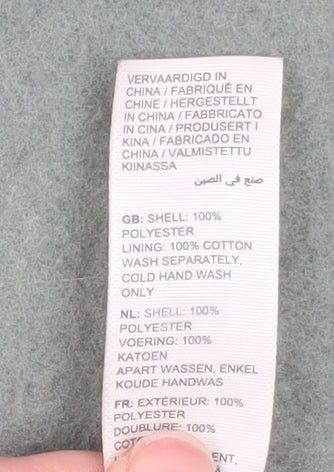 VERVAARDIGD IN
CHINA / FABRIQUÉ EN
CHINE / HERGESTELLT
IN CHINA / FABBRICATO
IN CINA / PRODUSERT I
KINA / FABRICADO EN
CHINA / VALMISTETTU
KIINASSA
صنع في الصين
GB: SHELL: 100%
POLYESTER
LINING: 100% COTTON
WASH SEPARATELY,
COLD HAND WASH
ONLY
NL: SHELL: 100%
POLYESTER
VOERING: 100%
KATOEN
APART WASSEN, ENKEL
KOUDE HANDWAS
FR: EXTÉRIEUR: 100%
POLYESTER
DOUBLURE: 100%